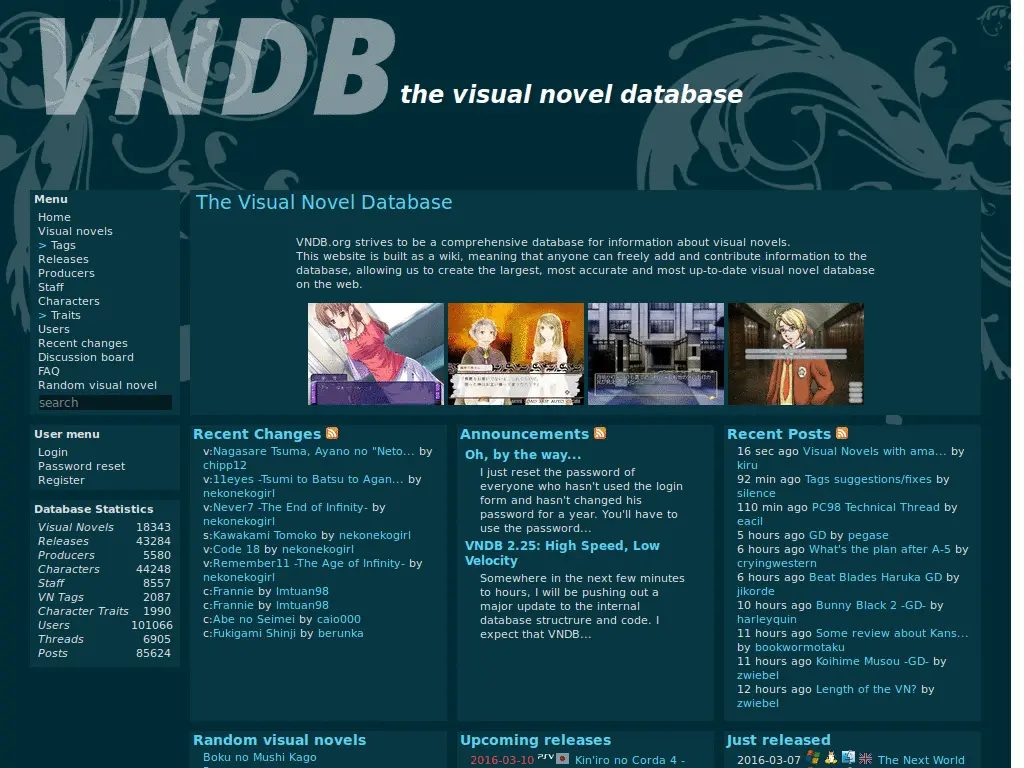 VNDB
the visual novel database
Menu
Home
Visual novels
> Tags
Releases
Producers
Staff
Characters
> Traits
Users
Recent changes
Discussion board
FAQ
Random visual novel
search
User menu
Login
Password reset
Register
Database Statistics
Visual Novels 18343
Releases 43284
Producers 5580
Characters 44248
Staff 8557
VN Tags 2087
Character Traits 1990
Users 101066
Threads 6905
Posts 85624
The Visual Novel Database
VNDB.org strives to be a comprehensive database for information about visual novels.
This website is built as a wiki, meaning that anyone can freely add and contribute information to the
database, allowing us to create the largest, most accurate and most up-to-date visual novel database
on the web.
Recent Changes
v:Nagasare Tsuma, Ayano no "Neto... by
chipp12
v:11eyes -Tsumi to Batsu to Agan... by
nekonekogirl
v:Never7 -The End of Infinity- by
nekonekogirl
s:Kawakami Tomoko by nekonekogirl
v:Code 18 by nekonekogirl
v:Remember11 -The Age of Infinity- by
nekonekogirl
c:Frannie by lmtuan98
c:Frannie by lmtuan98
c:Abe no Seimei by caio000
c:Fukigami Shinji by berunka
Announcements
Oh, by the way...
I just reset the password of
everyone who hasn't used the login
form and hasn't changed his
password for a year. You'll have to
use the password...
VNDB 2.25: High Speed, Low
Velocity
Somewhere in the next few minutes
to hours, I will be pushing out a
major update to the internal
database structrure and code. I
expect that VNDB...
Recent Posts
16 sec ago Visual Novels with ama... by
kiru
92 min ago Tags suggestions/fixes by
silence
110 min ago PC98 Technical Thread by
eacil
5 hours ago GD by pegase
6 hours ago What's the plan after A-5 by
cryingwestern
6 hours ago Beat Blades Haruka GD by
jikorde
10 hours ago Bunny Black 2 -GD- by
harleyquin
11 hours ago Some review about Kans...
by bookwormotaku
11 hours ago Koihime Musou -GD- by
zwiebel
12 hours ago Length of the VN? by
zwiebel
Random visual novels
Boku no Mushi Kago
Upcoming releases
2016-03-10 PSV Kin'iro no Corda 4 -
Just released
2016-03-07 The Next World